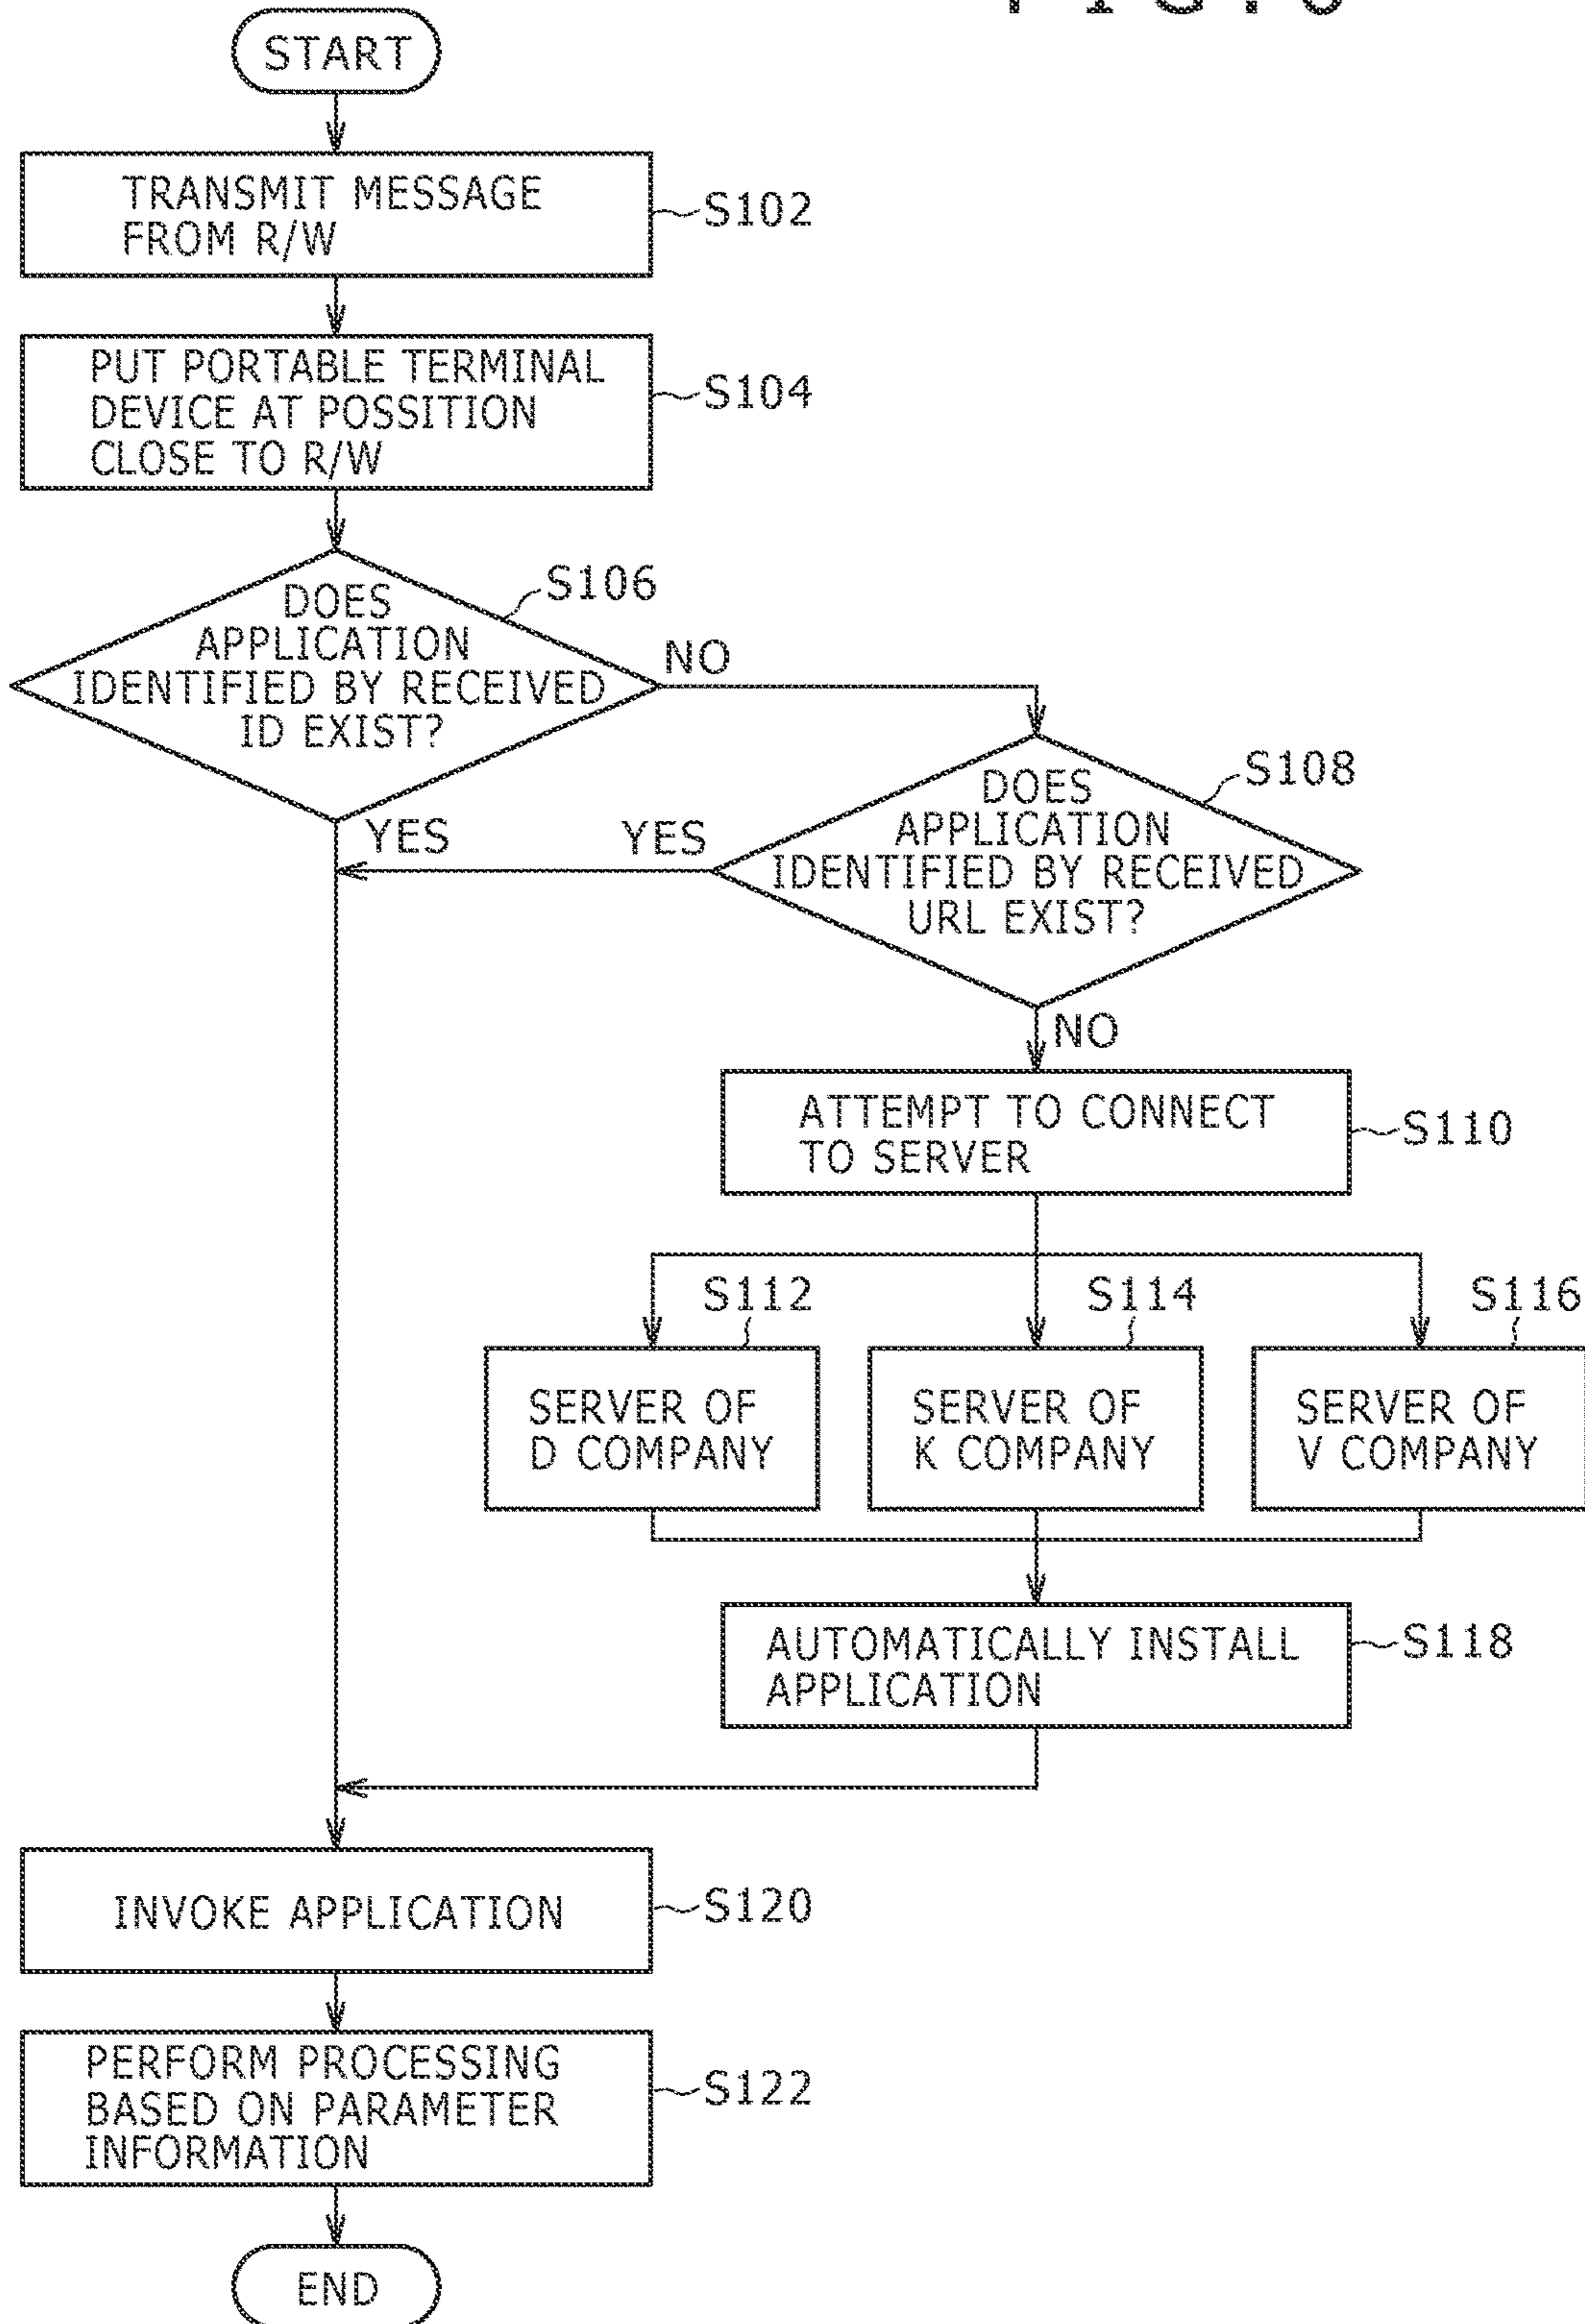 START
TRANSMIT MESSAGE
FROM R/W
S102
PUT PORTABLE TERMINAL
DEVICE AT POSSITION
CLOSE TO R/W
S104
DOES
APPLICATION
IDENTIFIED BY RECEIVED
ID EXIST?
S106
NO
YES
DOES
APPLICATION
IDENTIFIED BY RECEIVED
URL EXIST?
S108
YES
NO
ATTEMPT TO CONNECT
TO SERVER
S110
S112
SERVER OF
D COMPANY
S114
SERVER OF
K COMPANY
S116
SERVER OF
V COMPANY
AUTOMATICALLY INSTALL
APPLICATION
S118
INVOKE APPLICATION
S120
PERFORM PROCESSING
BASED ON PARAMETER
INFORMATION
S122
END